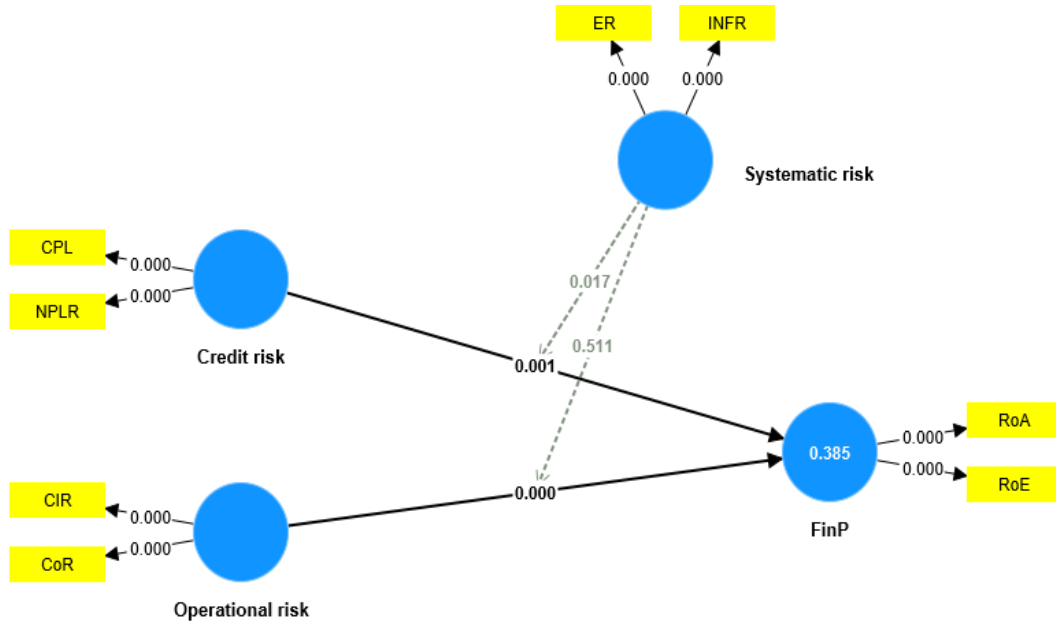 ER
INFR
0.000
0.000
Systematic risk
CPL
0.000
NPLR
0.000
Credit risk
0.017
0.511
0.001
0.385
RoA
0.000
0.000
RoE
FinP
CIR
0.000
CoR
0.000
0.000
Operational risk